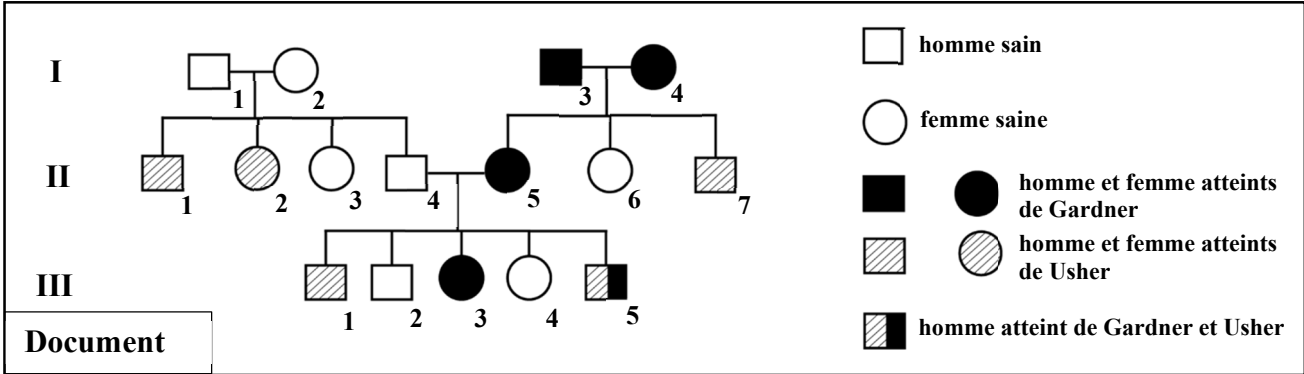 I
1
2
3
4
II
1
2
3
4
5
6
7
III
1
2
3
4
5
Document
homme sain
femme saine
homme et femme atteints
de Gardner
homme et femme atteints
de Usher
homme atteint de Gardner et Usher